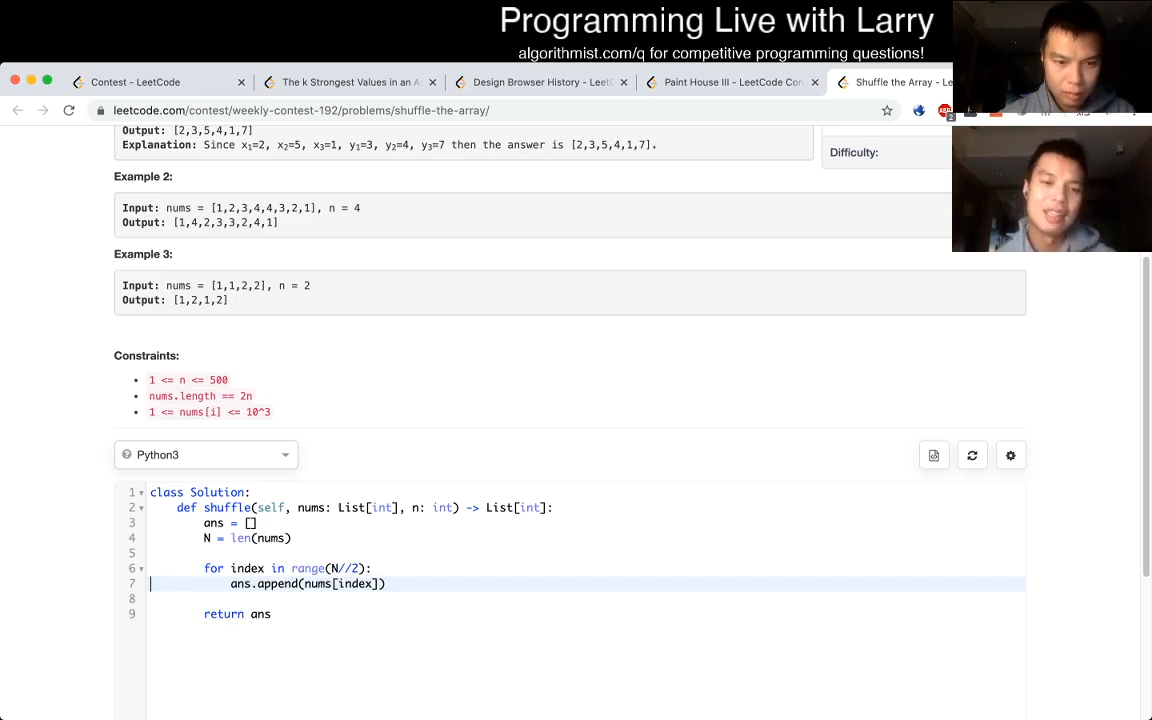 Programming Live with Larry
algorithmist.com/q for competitive programming questions!
Contest - LeetCode
The k Strongest Values in an A
Design Browser History - Leet
Paint House III - LeetCode Con
Shuffle the Array - Le
leetcode.com/contest/weekly-contest-192/problems/shuffle-the-array/
Output: [2,3,5,4,1,7]
Explanation: Since x₁=2, x₂=5, x₃=1, y₁=3, y₂=4, y₃=7 then the answer is [2,3,5,4,1,7].
Difficulty:
Example 2:
Input: nums = [1,2,3,4,4,3,2,1], n = 4
Output: [1,4,2,3,3,2,4,1]
Example 3:
Input: nums = [1,1,2,2], n = 2
Output: [1,2,1,2]
Constraints:
1 <= n <= 500
nums.length == 2n
1 <= nums[i] <= 10^3
Python3
1 class Solution:
2 def shuffle(self, nums: List[int], n: int) -> List[int]:
3 ans = []
4 N = len(nums)
5
6 for index in range(N//2):
7 ans.append(nums[index])
8
9 return ans